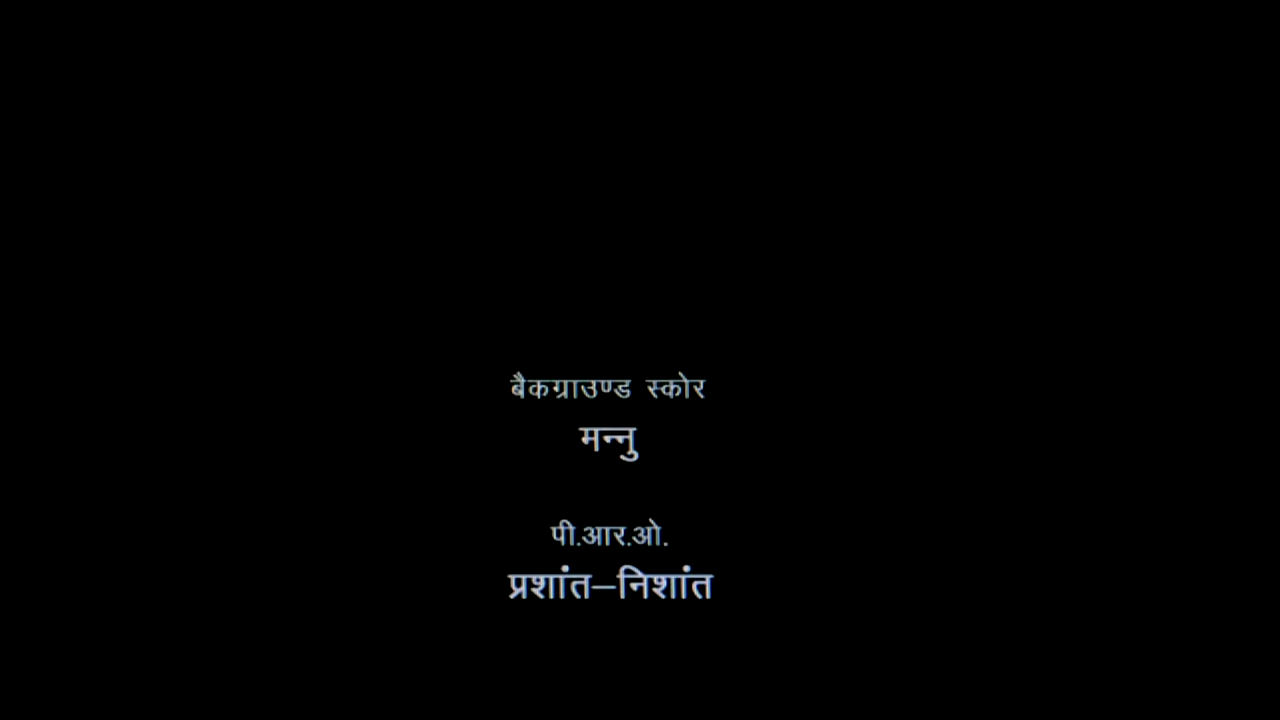 बैकग्राउण्ड स्कोर
मन्नु
पी.आर.ओ.
प्रशांत–निशांत